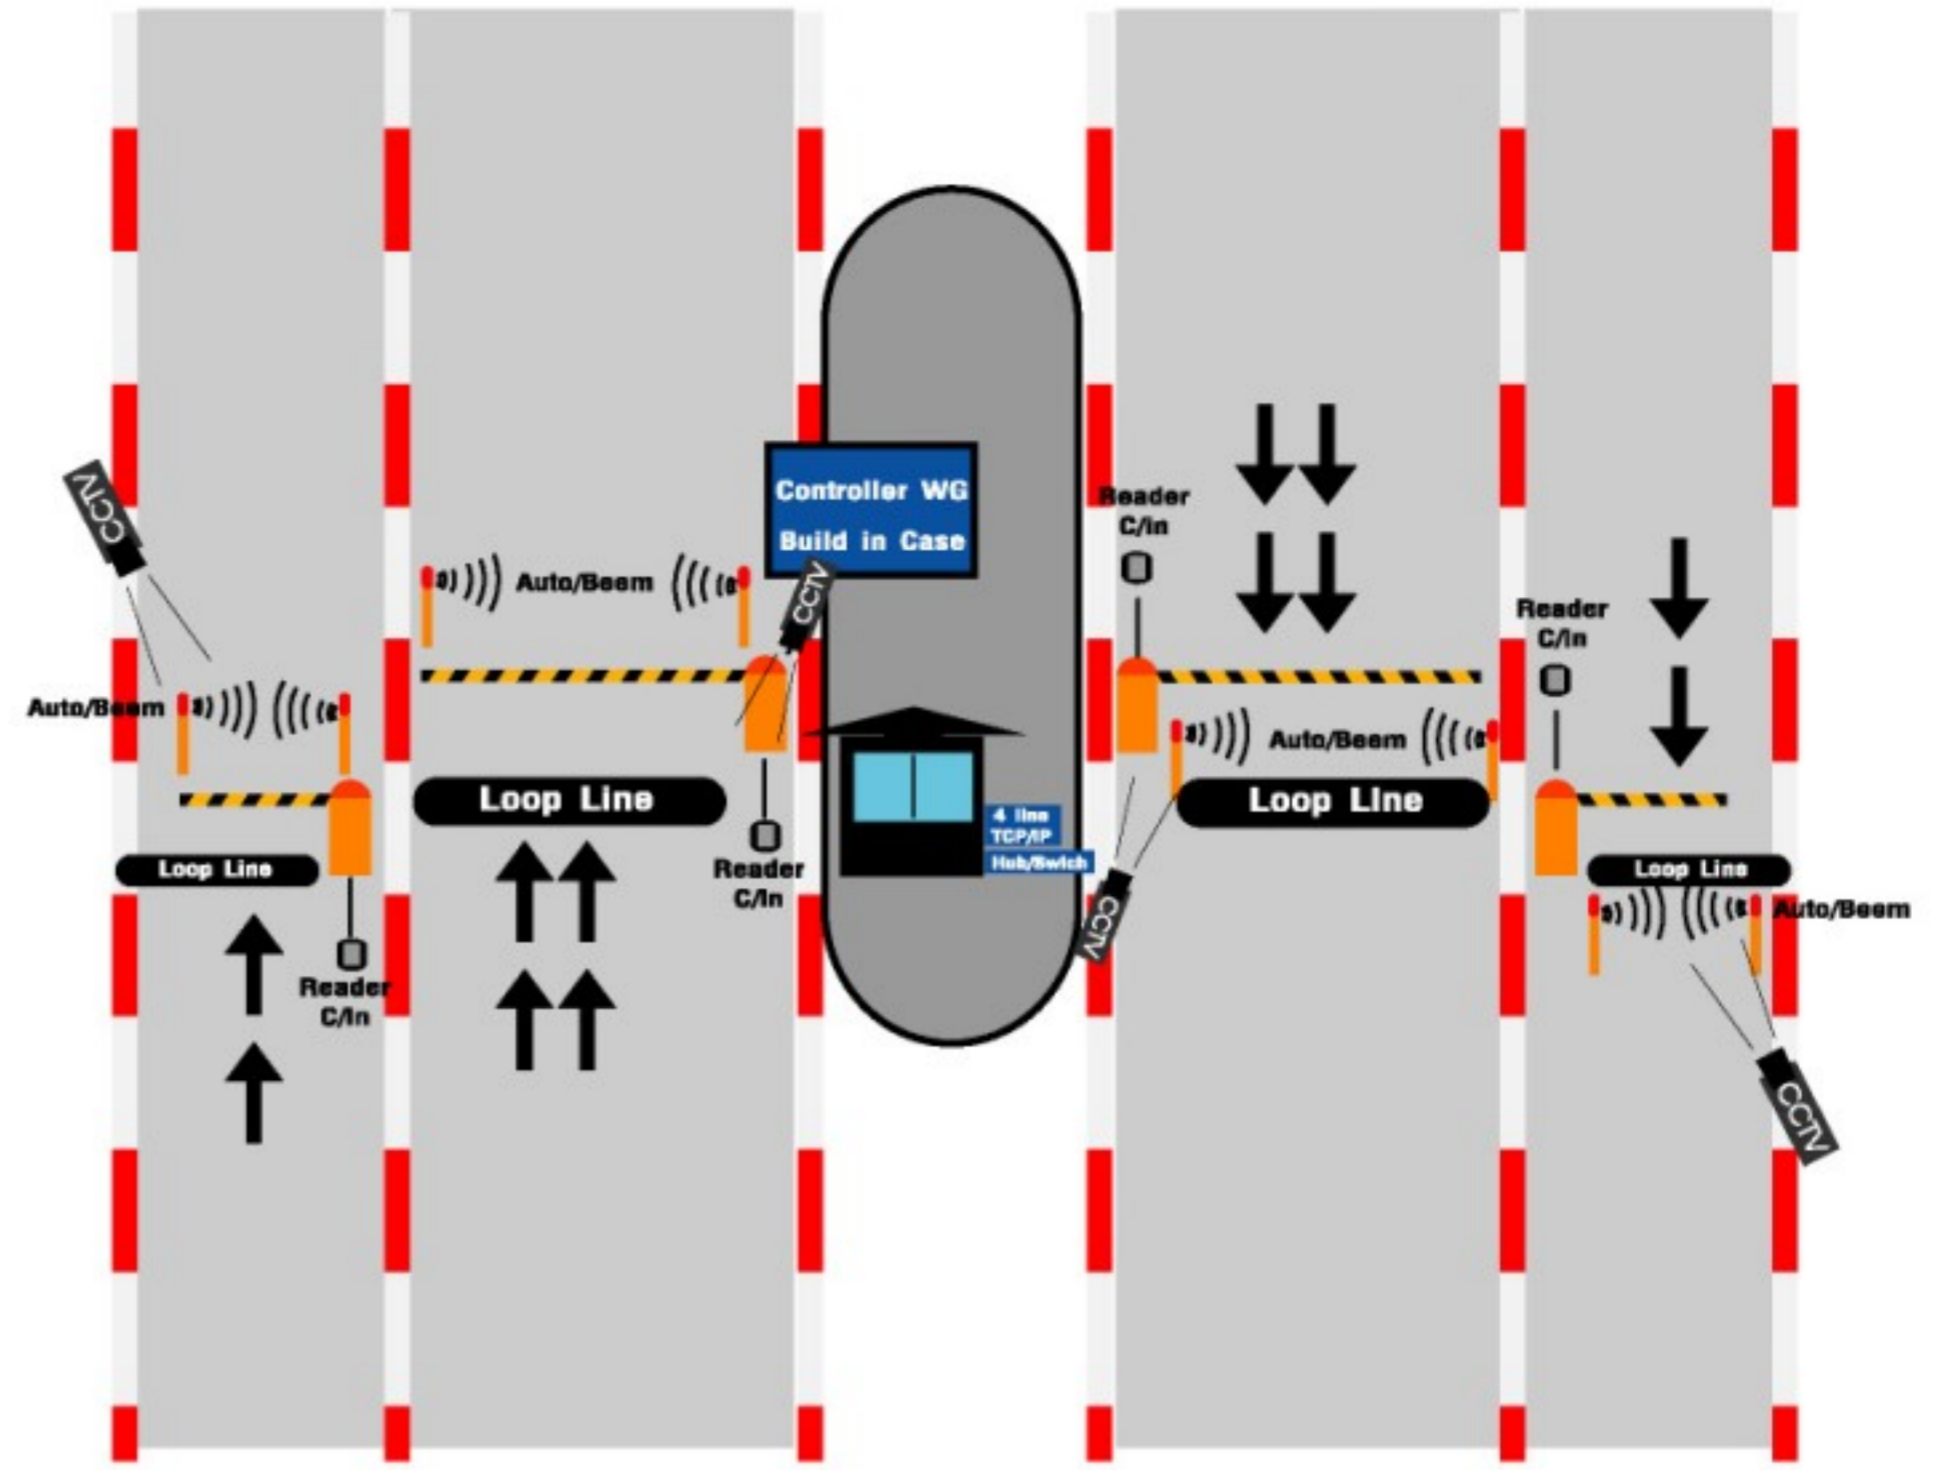 CCTV
Controller WG
Build in Case
Reader
C/in
CCTV
Auto/Beem
Reader
C/in
Auto/Beem
Auto/Beem
Loop Line
Loop Line
4 line
TCP/IP
Hub/Swich
Reader
C/in
Loop Line
Loop Line
CCTV
Auto/Beem
Reader
C/in
CCTV